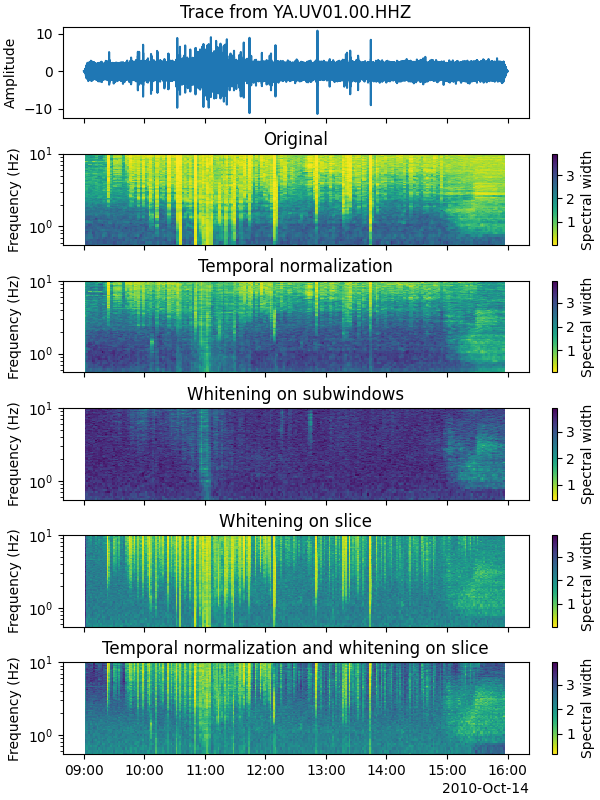 Trace from YA.UV01.00.HHZ
Amplitude
10
0
−10
Original
Frequency (Hz)
10¹
10⁰
Spectral width
3
2
1
Temporal normalization
Frequency (Hz)
10¹
10⁰
Spectral width
3
2
1
Whitening on subwindows
Frequency (Hz)
10¹
10⁰
Spectral width
3
2
1
Whitening on slice
Frequency (Hz)
10¹
10⁰
Spectral width
3
2
1
Temporal normalization and whitening on slice
Frequency (Hz)
10¹
10⁰
Spectral width
3
2
1
09:00 10:00 11:00 12:00 13:00 14:00 15:00 16:00
2010-Oct-14